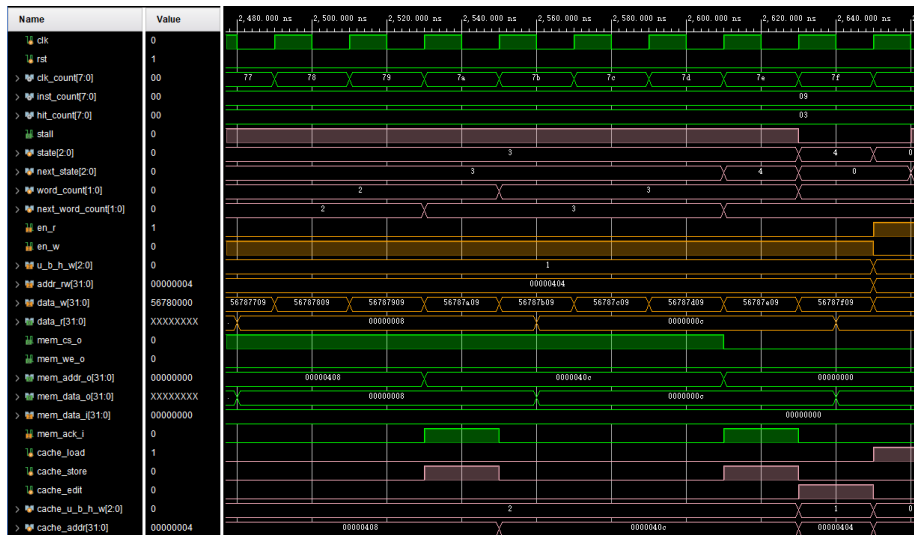 Name Value 2,480.000 ns 2,500.000 ns 2,520.000 ns 2,540.000 ns 2,560.000 ns 2,580.000 ns 2,600.000 ns 2,620.000 ns 2,640.000 ns
clk 0
rst 1
clk_count[7:0] 00 77 78 79 7a 7b 7c 7d 7e 7f
inst_count[7:0] 00 09
hit_count[7:0] 00 03
stall 0
state[2:0] 0 3 4 0
next_state[2:0] 0 3 4 0
word_count[1:0] 0 2 3
next_word_count[1:0] 0 2 3
en_r 1
en_w 0
u_b_h_w[2:0] 0 1
addr_rw[31:0] 00000004 00000404
data_w[31:0] 56780000 56787709 56787809 56787909 56787a09 56787b09 56787c09 56787d09 56787e09 56787f09
data_r[31:0] XXXXXXXX 00000008 0000000c
mem_cs_o 0
mem_we_o 0
mem_addr_o[31:0] 00000000 00000408 0000040c 00000000
mem_data_o[31:0] XXXXXXXX 00000008 0000000c
mem_data_i[31:0] 00000000 00000000
mem_ack_i 0
cache_load 1
cache_store 0
cache_edit 0
cache_u_b_h_w[2:0] 0 2 1 0
cache_addr[31:0] 00000004 00000408 0000040c 00000404